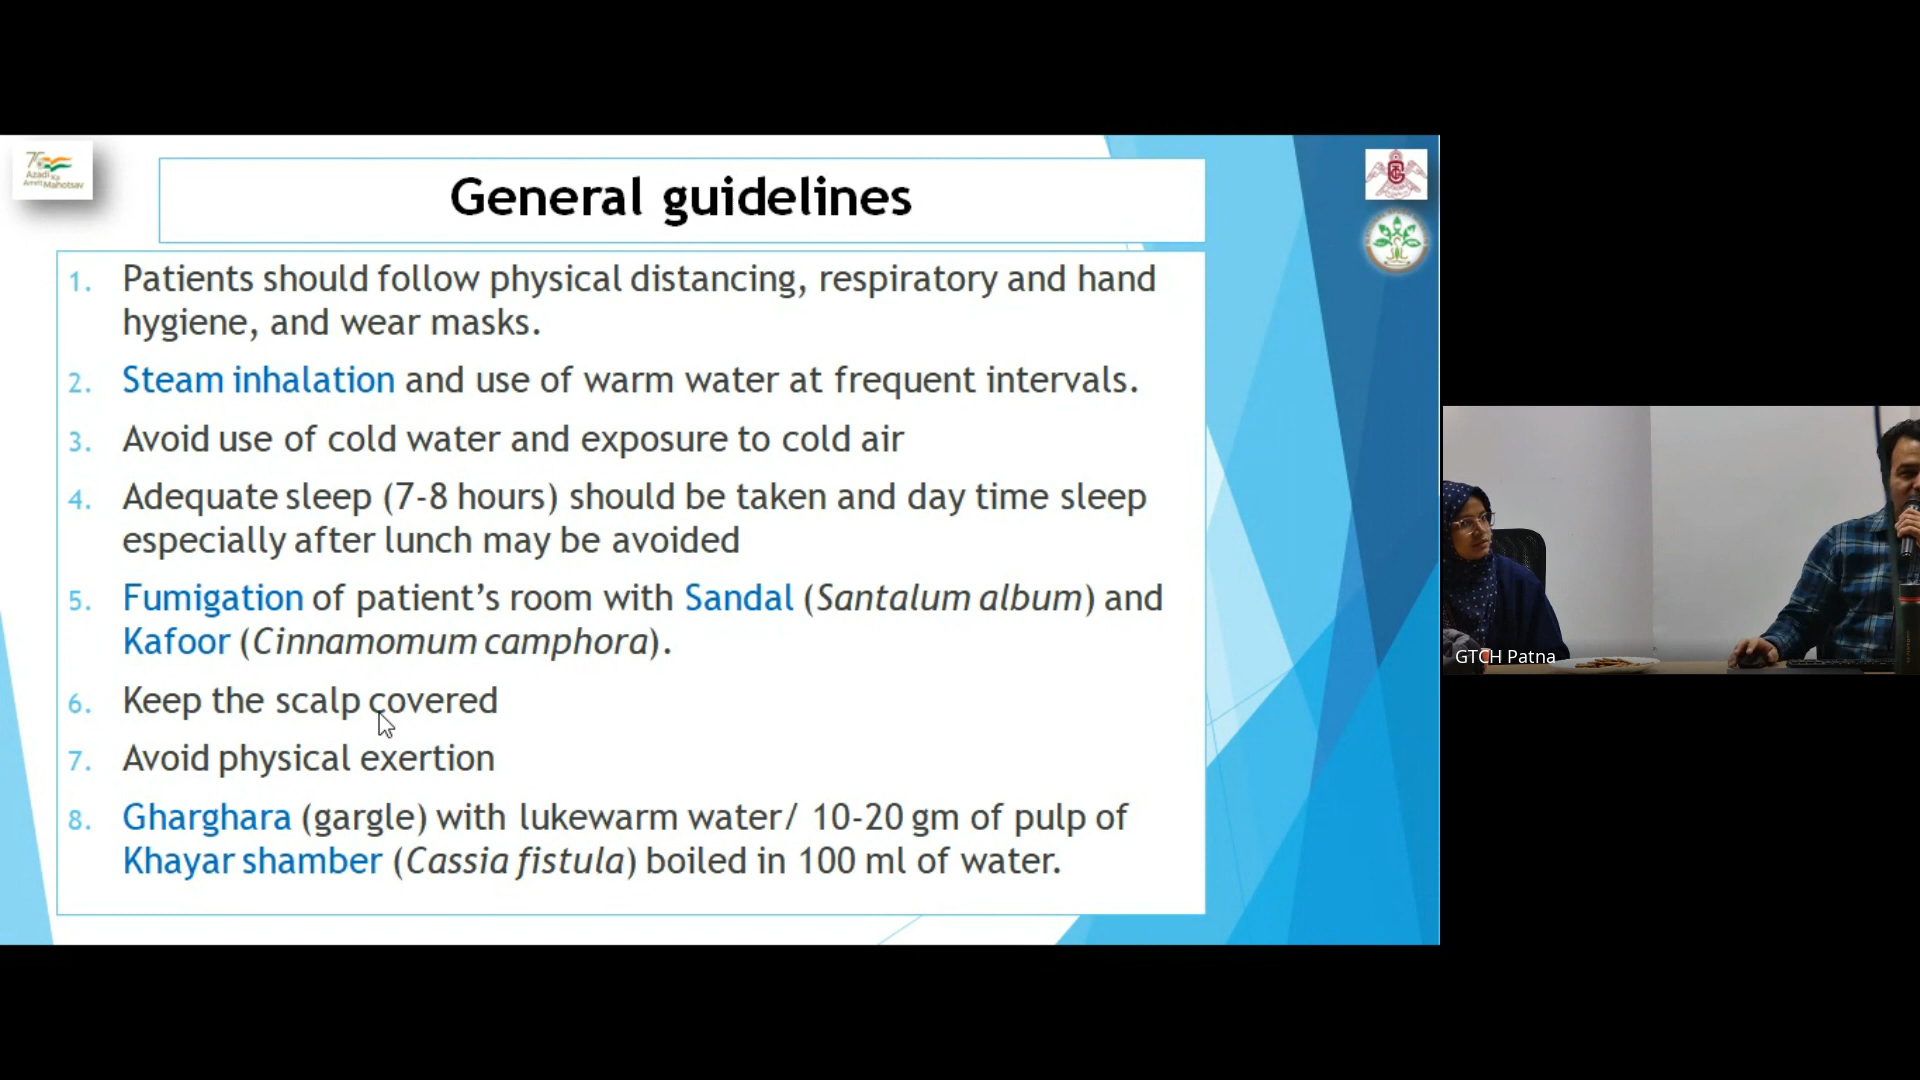 75
Azadi Ka
Amrit Mahotsav
General guidelines
1. Patients should follow physical distancing, respiratory and hand
hygiene, and wear masks.
2. Steam inhalation and use of warm water at frequent intervals.
3. Avoid use of cold water and exposure to cold air
4. Adequate sleep (7-8 hours) should be taken and day time sleep
especially after lunch may be avoided
5. Fumigation of patient’s room with Sandal (Santalum album) and
Kafoor (Cinnamomum camphora).
6. Keep the scalp covered
7. Avoid physical exertion
8. Gharghara (gargle) with lukewarm water/ 10-20 gm of pulp of
Khayar shamber (Cassia fistula) boiled in 100 ml of water.
GTCH Patna